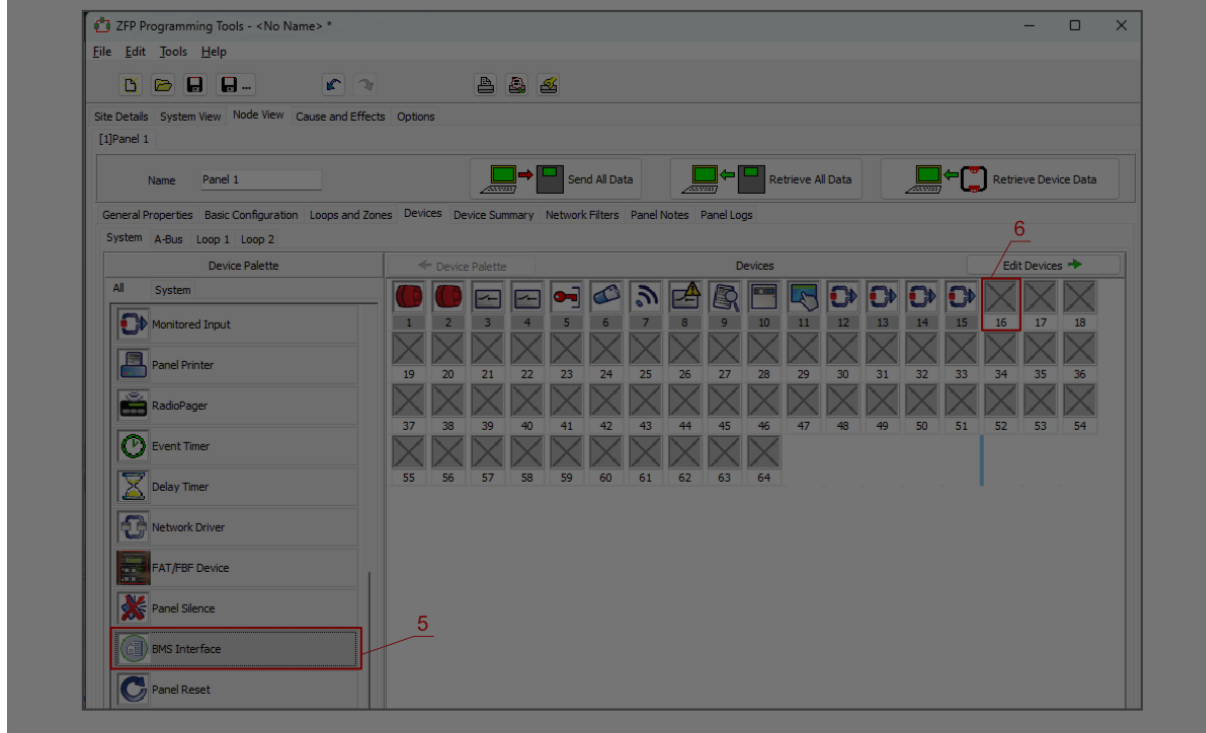 ZFP Programming Tools - <No Name> *
File Edit Tools Help
...
Site Details System View Node View Cause and Effects Options
[1]Panel 1
Name Panel 1 Send All Data Retrieve All Data Retrieve Device Data
General Properties Basic Configuration Loops and Zones Devices Device Summary Network Filters Panel Notes Panel Logs
System A-Bus Loop 1 Loop 2
6
Device Palette
Device Palette Devices Edit Devices
All System
Monitored Input
Panel Printer
RadioPager
Event Timer
Delay Timer
Network Driver
FAT/FBF Device
Panel Silence
BMS Interface
Panel Reset
5
1 2 3 4 5 6 7 8 9 10 11 12 13 14 15 16 17 18
19 20 21 22 23 24 25 26 27 28 29 30 31 32 33 34 35 36
37 38 39 40 41 42 43 44 45 46 47 48 49 50 51 52 53 54
55 56 57 58 59 60 61 62 63 64